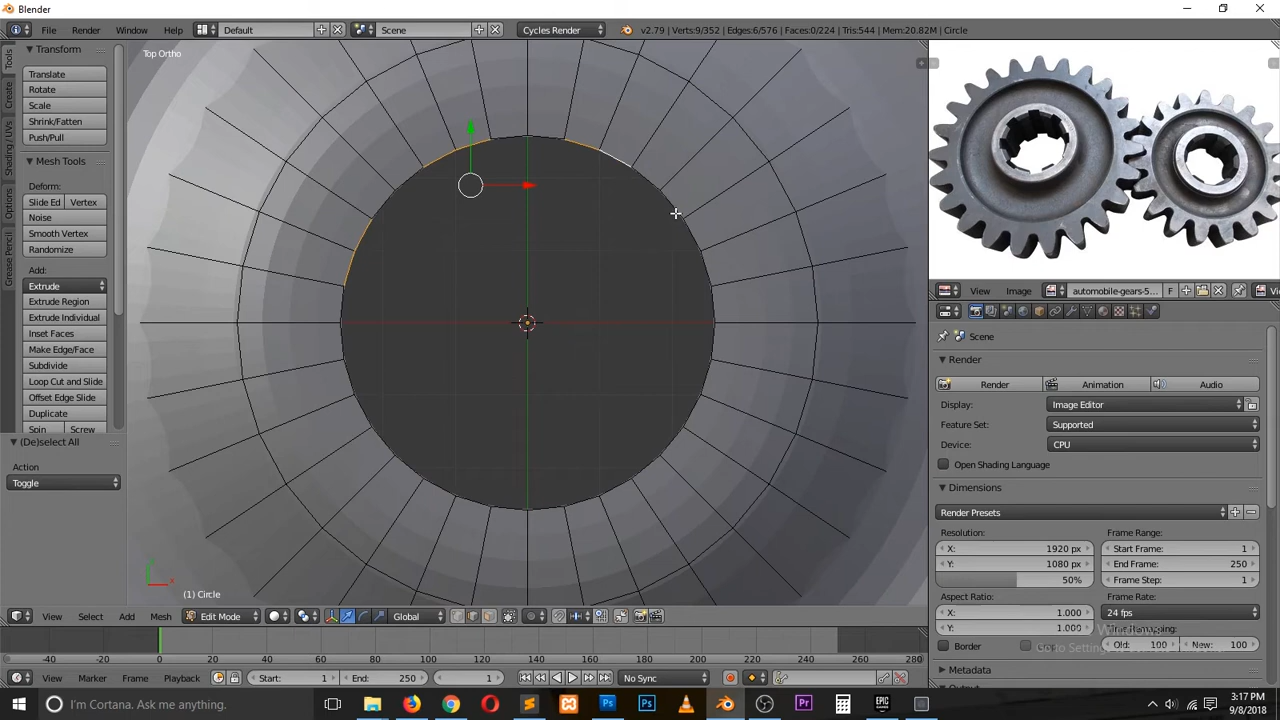 Blender
File Render Window Help Default Scene Cycles Render v2.79 | Verts:9/352 | Edges:6/576 | Faces:0/224 | Tris:544 | Mem:20.82M | Circle
Tools
Create
Shading / UVs
Options
Grease Pencil
Transform
Translate
Rotate
Scale
Shrink/Fatten
Push/Pull
Mesh Tools
Deform:
Slide Ed Vertex
Noise
Smooth Vertex
Randomize
Add:
Extrude
Extrude Region
Extrude Individual
Inset Faces
Make Edge/Face
Subdivide
Loop Cut and Slide
Offset Edge Slide
Duplicate
Spin Screw
(De)select All
Action
Toggle
Top Ortho
(1) Circle
View Select Add Mesh Edit Mode Global
View Image automobile-gears-5... F
Scene
Render
Render Animation Audio
Display: Image Editor
Feature Set: Supported
Device: CPU
Open Shading Language
Dimensions
Render Presets
Resolution: Frame Range:
X: 1920 px Start Frame: 1
Y: 1080 px End Frame: 250
50% Frame Step: 1
Aspect Ratio: Frame Rate:
X: 1.000 24 fps
Y: 1.000 Time Remapping:
Border Old: 100 New: 100
Metadata
-40 -20 0 20 40 60 80 100 120 140 160 180 200 220 240 260 280
View Marker Frame Playback Start: 1 End: 250 1 No Sync
I'm Cortana. Ask me anything.
3:17 PM
9/8/2018